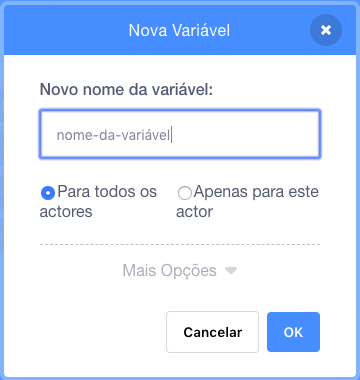 Nova Variável
Novo nome da variável:
nome-da-variável
Para todos os actores
Apenas para este actor
Mais Opções
Cancelar
OK